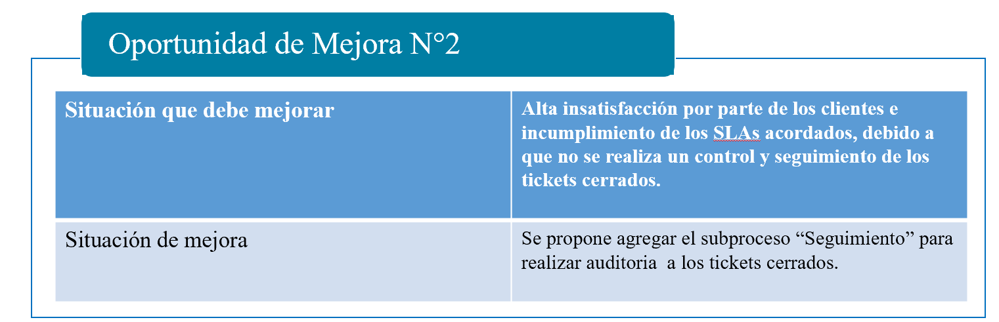 Oportunidad de Mejora N°2
Situación que debe mejorar
Alta insatisfacción por parte de los clientes e
incumplimiento de los SLAs acordados, debido a
que no se realiza un control y seguimiento de los
tickets cerrados.
Situación de mejora
Se propone agregar el subproceso “Seguimiento” para
realizar auditoria  a los tickets cerrados.